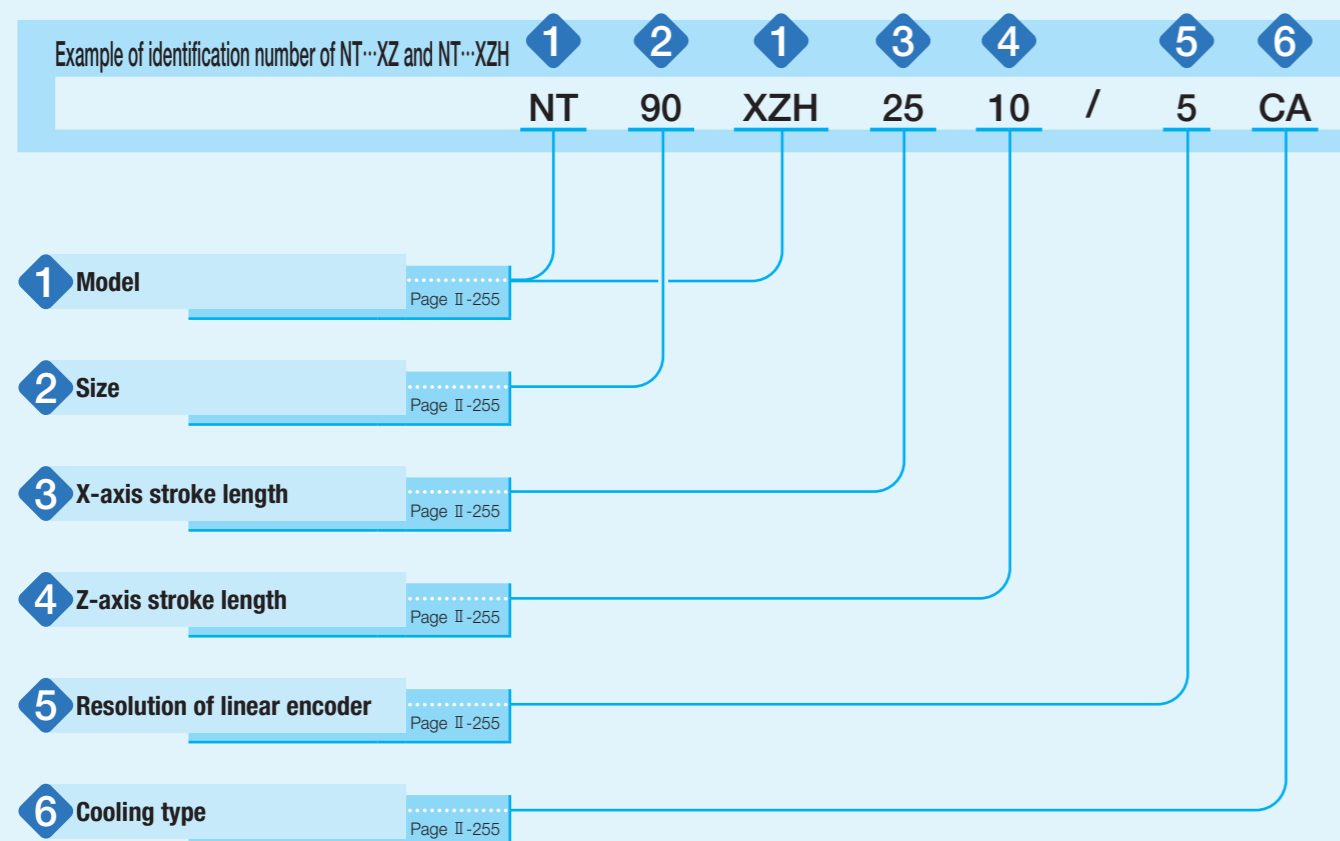 1 2 1 3 4 5 6
Example of identification number of NT···XZ and NT···XZH
NT 90 XZH 25 10 / 5 CA
1 Model
Page Ⅱ-255
2 Size
Page Ⅱ-255
3 X-axis stroke length
Page Ⅱ-255
4 Z-axis stroke length
Page Ⅱ-255
5 Resolution of linear encoder
Page Ⅱ-255
6 Cooling type
Page Ⅱ-255